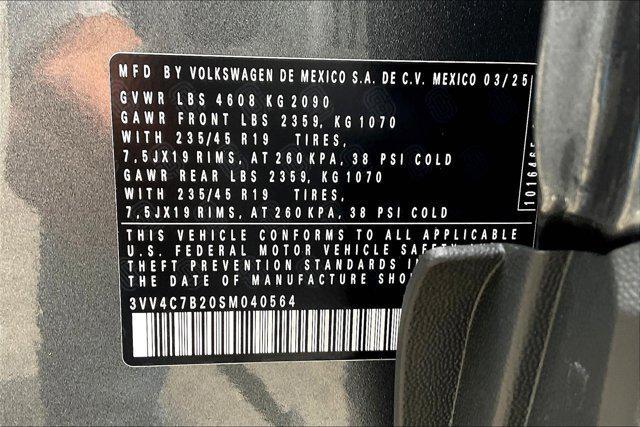 MFD BY VOLKSWAGEN DE MEXICO S.A. DE C.V. MEXICO 03/25
GVWR LBS 4608 KG 2090
GAWR FRONT LBS 2359, KG 1070
WITH 235/45 R19 TIRES,
7,5JX19 RIMS, AT 260 KPA, 38 PSI COLD
GAWR REAR LBS 2359, KG 1070
WITH 235/45 R19 TIRES,
7,5JX19 RIMS, AT 260 KPA, 38 PSI COLD
THIS VEHICLE CONFORMS TO ALL APPLICABLE
U.S. FEDERAL MOTOR VEHICLE
THEFT PREVENTION STANDARDS
THE DATE OF MANUFACTURE
3VV4C7B20SM040564